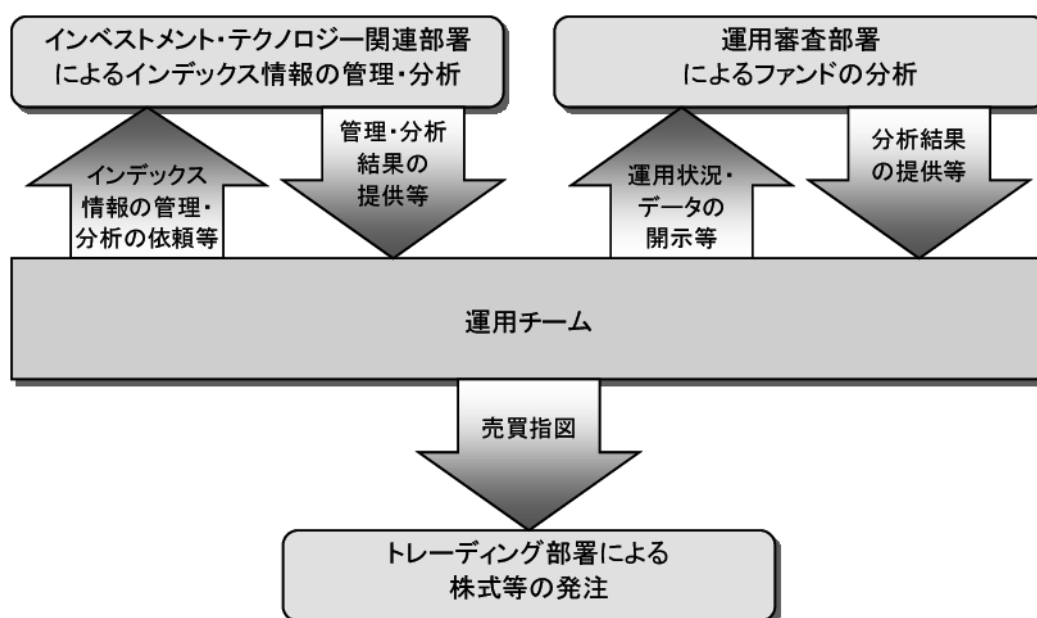 インベストメント・テクノロジー関連部署
によるインデックス情報の管理・分析
運用審査部署
によるファンドの分析
インデックス
情報の管理・
分析の依頼等
管理・分析
結果の
提供等
運用状況・
データの
開示等
分析結果
の提供等
運用チーム
売買指図
トレーディング部署による
株式等の発注